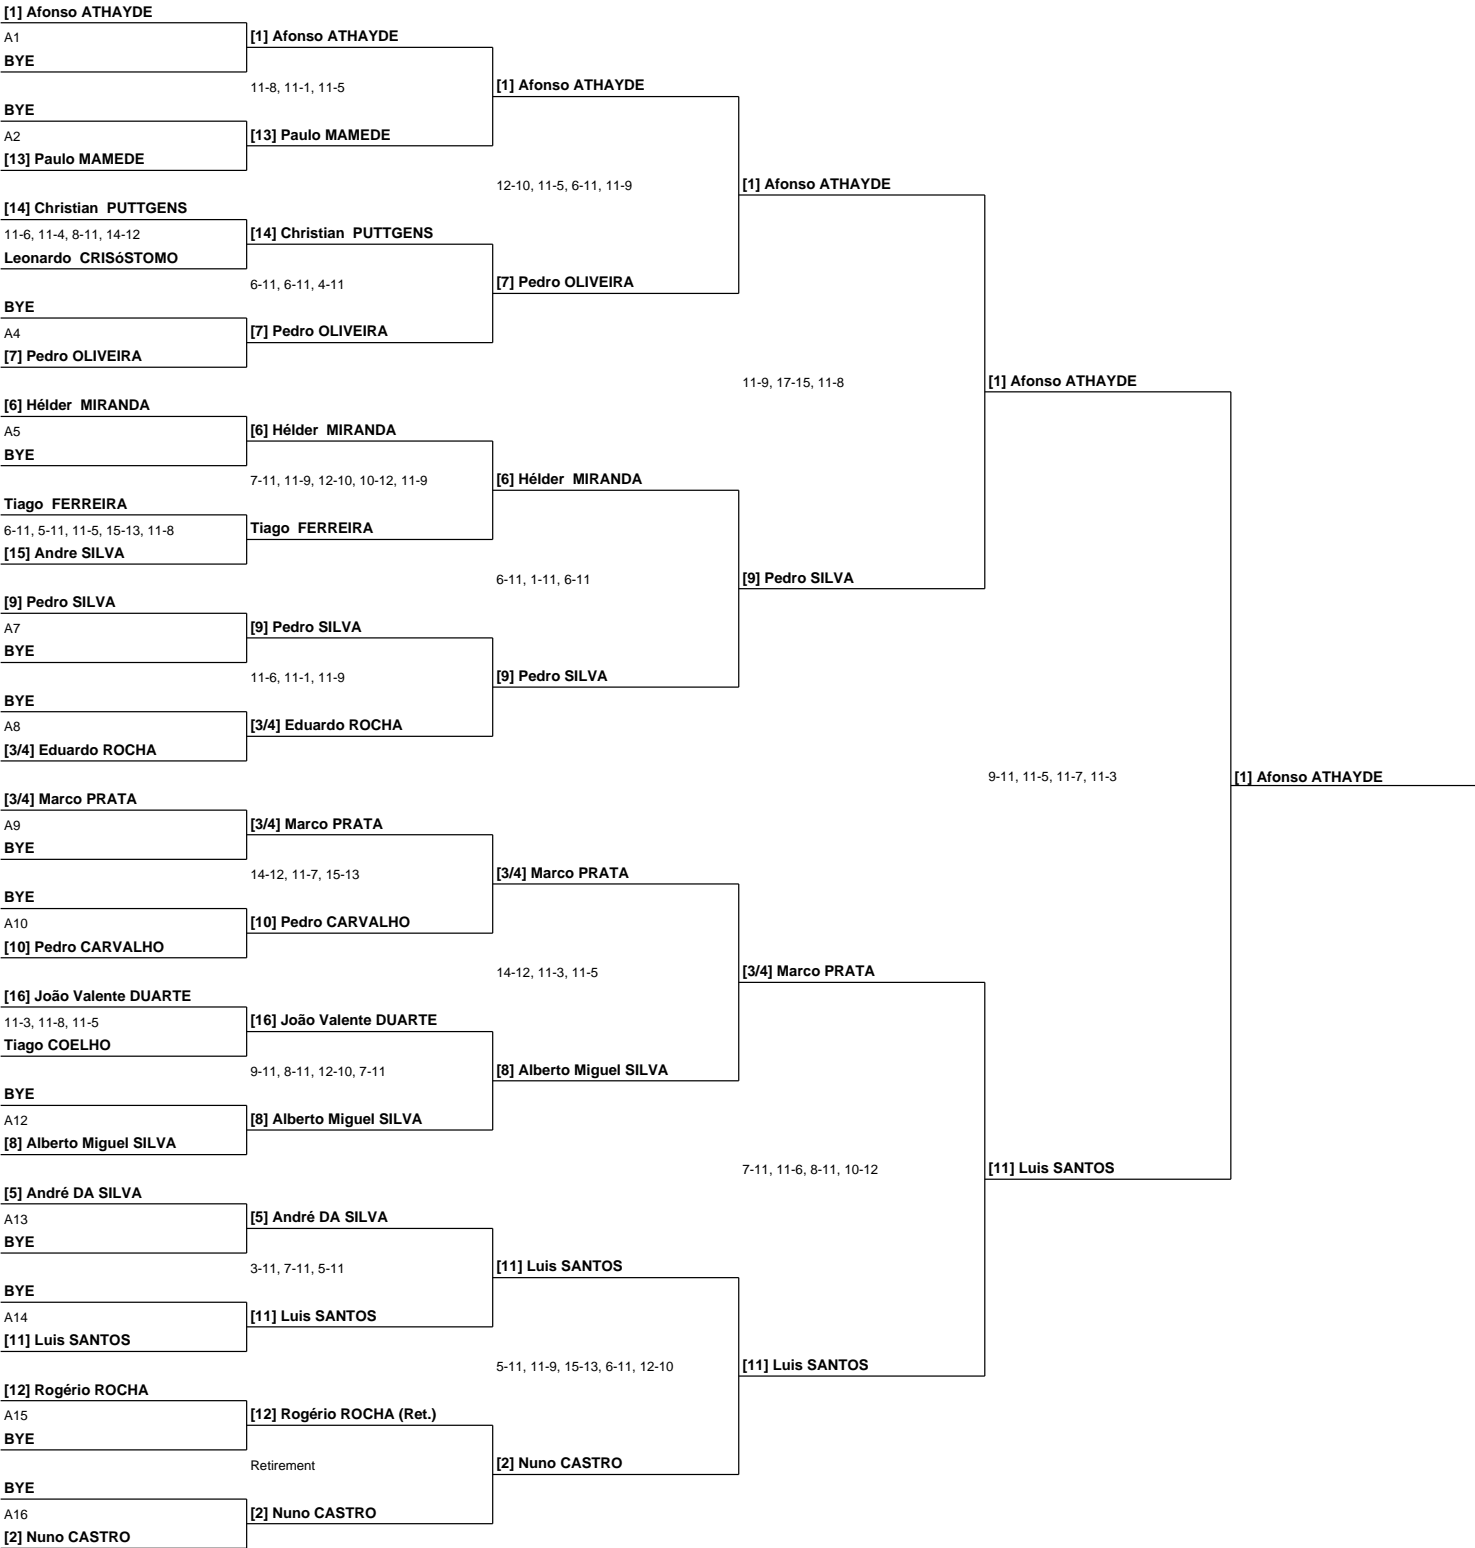 [1] Afonso ATHAYDE
A1
[1] Afonso ATHAYDE
BYE
11-8, 11-1, 11-5
[1] Afonso ATHAYDE
BYE
A2
[13] Paulo MAMEDE
[13] Paulo MAMEDE
12-10, 11-5, 6-11, 11-9
[1] Afonso ATHAYDE
[14] Christian  PUTTGENS
11-6, 11-4, 8-11, 14-12
[14] Christian  PUTTGENS
Leonardo  CRISóSTOMO
6-11, 6-11, 4-11
[7] Pedro OLIVEIRA
BYE
A4
[7] Pedro OLIVEIRA
[7] Pedro OLIVEIRA
11-9, 17-15, 11-8
[1] Afonso ATHAYDE
[6] Hélder  MIRANDA
A5
[6] Hélder  MIRANDA
BYE
7-11, 11-9, 12-10, 10-12, 11-9
[6] Hélder  MIRANDA
Tiago  FERREIRA
6-11, 5-11, 11-5, 15-13, 11-8
Tiago  FERREIRA
[15] Andre SILVA
6-11, 1-11, 6-11
[9] Pedro SILVA
[9] Pedro SILVA
A7
[9] Pedro SILVA
BYE
11-6, 11-1, 11-9
[9] Pedro SILVA
BYE
A8
[3/4] Eduardo ROCHA
[3/4] Eduardo ROCHA
9-11, 11-5, 11-7, 11-3
[1] Afonso ATHAYDE
[3/4] Marco PRATA
A9
[3/4] Marco PRATA
BYE
14-12, 11-7, 15-13
[3/4] Marco PRATA
BYE
A10
[10] Pedro CARVALHO
[10] Pedro CARVALHO
14-12, 11-3, 11-5
[3/4] Marco PRATA
[16] João Valente DUARTE
11-3, 11-8, 11-5
[16] João Valente DUARTE
Tiago COELHO
9-11, 8-11, 12-10, 7-11
[8] Alberto Miguel SILVA
BYE
A12
[8] Alberto Miguel SILVA
[8] Alberto Miguel SILVA
7-11, 11-6, 8-11, 10-12
[11] Luis SANTOS
[5] André DA SILVA
A13
[5] André DA SILVA
BYE
3-11, 7-11, 5-11
[11] Luis SANTOS
BYE
A14
[11] Luis SANTOS
[11] Luis SANTOS
5-11, 11-9, 15-13, 6-11, 12-10
[11] Luis SANTOS
[12] Rogério ROCHA
A15
[12] Rogério ROCHA (Ret.)
BYE
Retirement
[2] Nuno CASTRO
BYE
A16
[2] Nuno CASTRO
[2] Nuno CASTRO